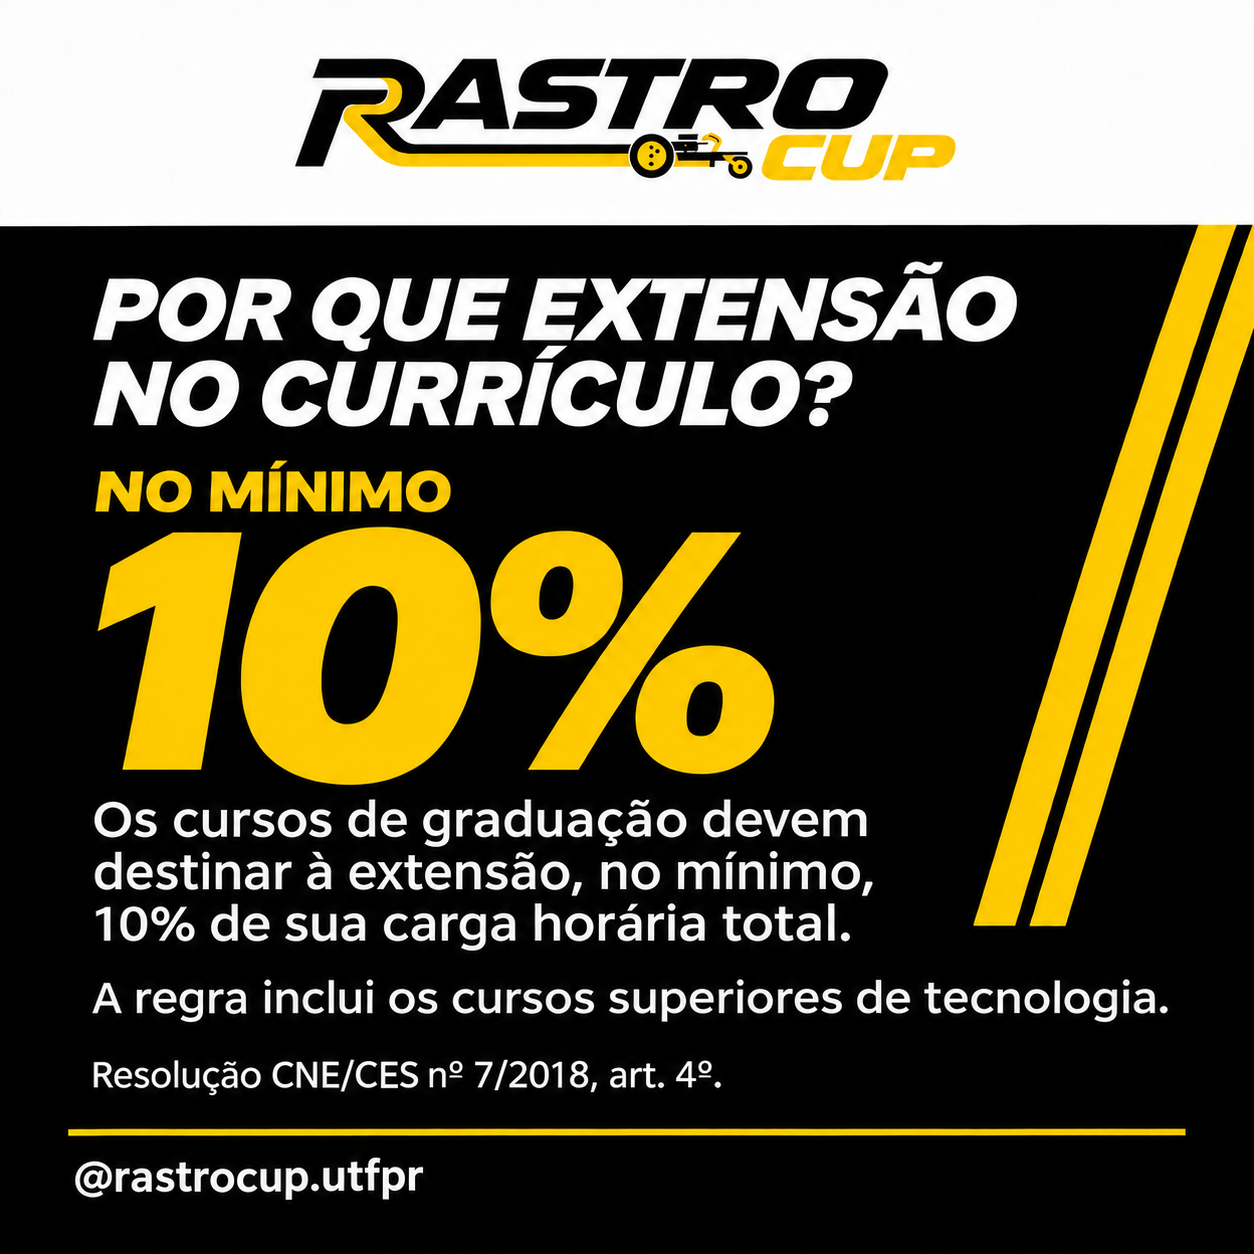 RASTRO
CUP
POR QUE EXTENSÃO
NO CURRÍCULO?
NO MÍNIMO
10%
Os cursos de graduação devem
destinar à extensão, no mínimo,
10% de sua carga horária total.
A regra inclui os cursos superiores de tecnologia.
Resolução CNE/CES nº 7/2018, art. 4º.
@rastrocup.utfpr